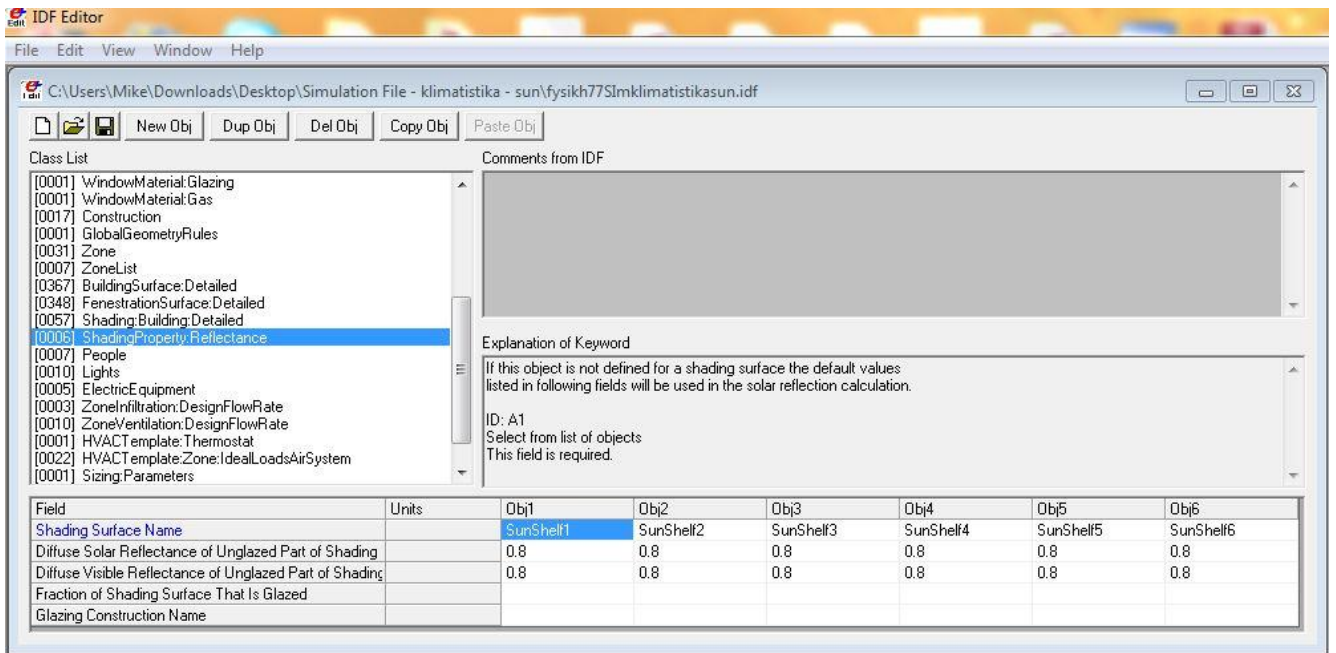 IDF Editor
File Edit View Window Help
C:\Users\Mike\Downloads\Desktop\Simulation File - klimatistika - sun\fysikh77SImklimatistikasun.idf
New Obj Dup Obj Del Obj Copy Obj Paste Obj
Class List
[0001] WindowMaterial:Glazing
[0001] WindowMaterial:Gas
[0017] Construction
[0001] GlobalGeometryRules
[0031] Zone
[0007] ZoneList
[0367] BuildingSurface:Detailed
[0348] FenestrationSurface:Detailed
[0057] Shading:Building:Detailed
[0006] ShadingProperty:Reflectance
[0007] People
[0010] Lights
[0005] ElectricEquipment
[0003] ZoneInfiltration:DesignFlowRate
[0010] ZoneVentilation:DesignFlowRate
[0001] HVACTemplate:Thermostat
[0022] HVACTemplate:Zone:IdealLoadsAirSystem
[0001] Sizing:Parameters
Comments from IDF
Explanation of Keyword
If this object is not defined for a shading surface the default values
listed in following fields will be used in the solar reflection calculation.
ID: A1
Select from list of objects
This field is required.
Field Units Obj1 Obj2 Obj3 Obj4 Obj5 Obj6
Shading Surface Name SunShelf1 SunShelf2 SunShelf3 SunShelf4 SunShelf5 SunShelf6
Diffuse Solar Reflectance of Unglazed Part of Shading 0.8 0.8 0.8 0.8 0.8 0.8
Diffuse Visible Reflectance of Unglazed Part of Shading 0.8 0.8 0.8 0.8 0.8 0.8
Fraction of Shading Surface That Is Glazed
Glazing Construction Name